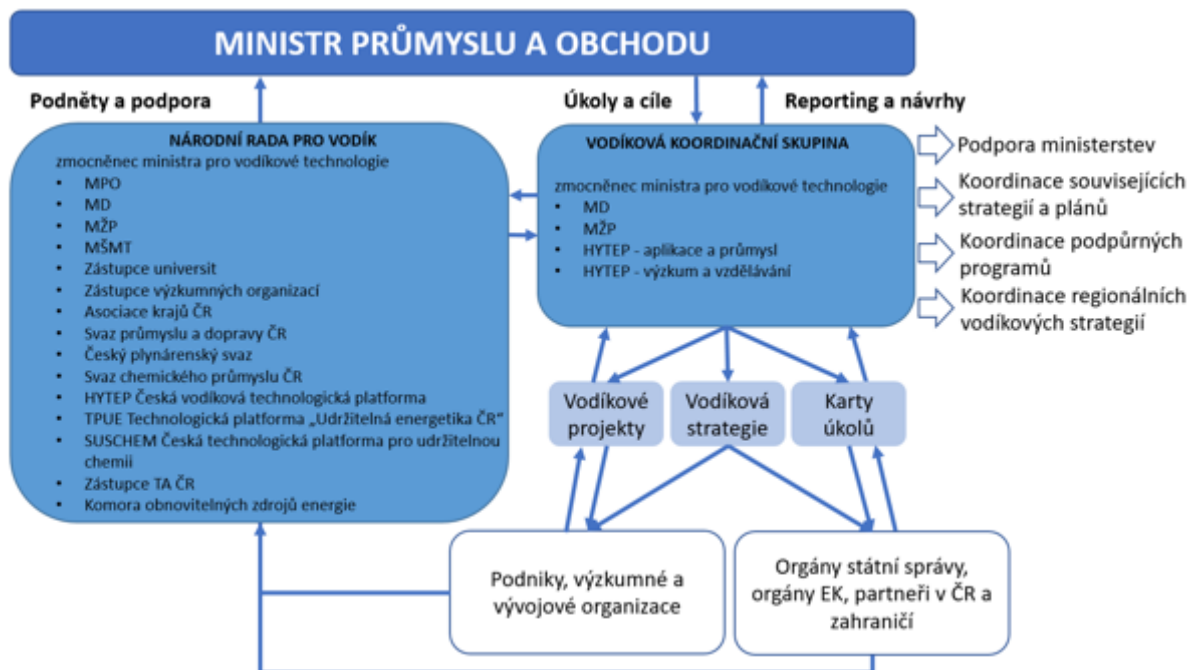 MINISTR PRŮMYSLU A OBCHODU
Podněty a podpora
Úkoly a cíle
Reporting a návrhy
NÁRODNÍ RADA PRO VODÍK
zmocněnec ministra pro vodíkové technologie
• MPO
• MD
• MŽP
• MŠMT
• Zástupce universit
• Zástupce výzkumných organizací
• Asociace krajů ČR
• Svaz průmyslu a dopravy ČR
• Český plynárenský svaz
• Svaz chemického průmyslu ČR
• HYTEP Česká vodíková technologická platforma
• TPUE Technologická platforma „Udržitelná energetika ČR“
• SUSCHEM Česká technologická platforma pro udržitelnou
chemii
• Zástupce TA ČR
• Komora obnovitelných zdrojů energie
VODÍKOVÁ KOORDINAČNÍ SKUPINA
zmocněnec ministra pro vodíkové technologie
• MD
• MŽP
• HYTEP - aplikace a průmysl
• HYTEP - výzkum a vzdělávání
Podpora ministerstev
Koordinace souvisejících
strategií a plánů
Koordinace podpůrných
programů
Koordinace regionálních
vodíkových strategií
Vodíkové
projekty
Vodíková
strategie
Karty
úkolů
Podniky, výzkumné a
vývojové organizace
Orgány státní správy,
orgány EK, partneři v ČR a
zahraničí